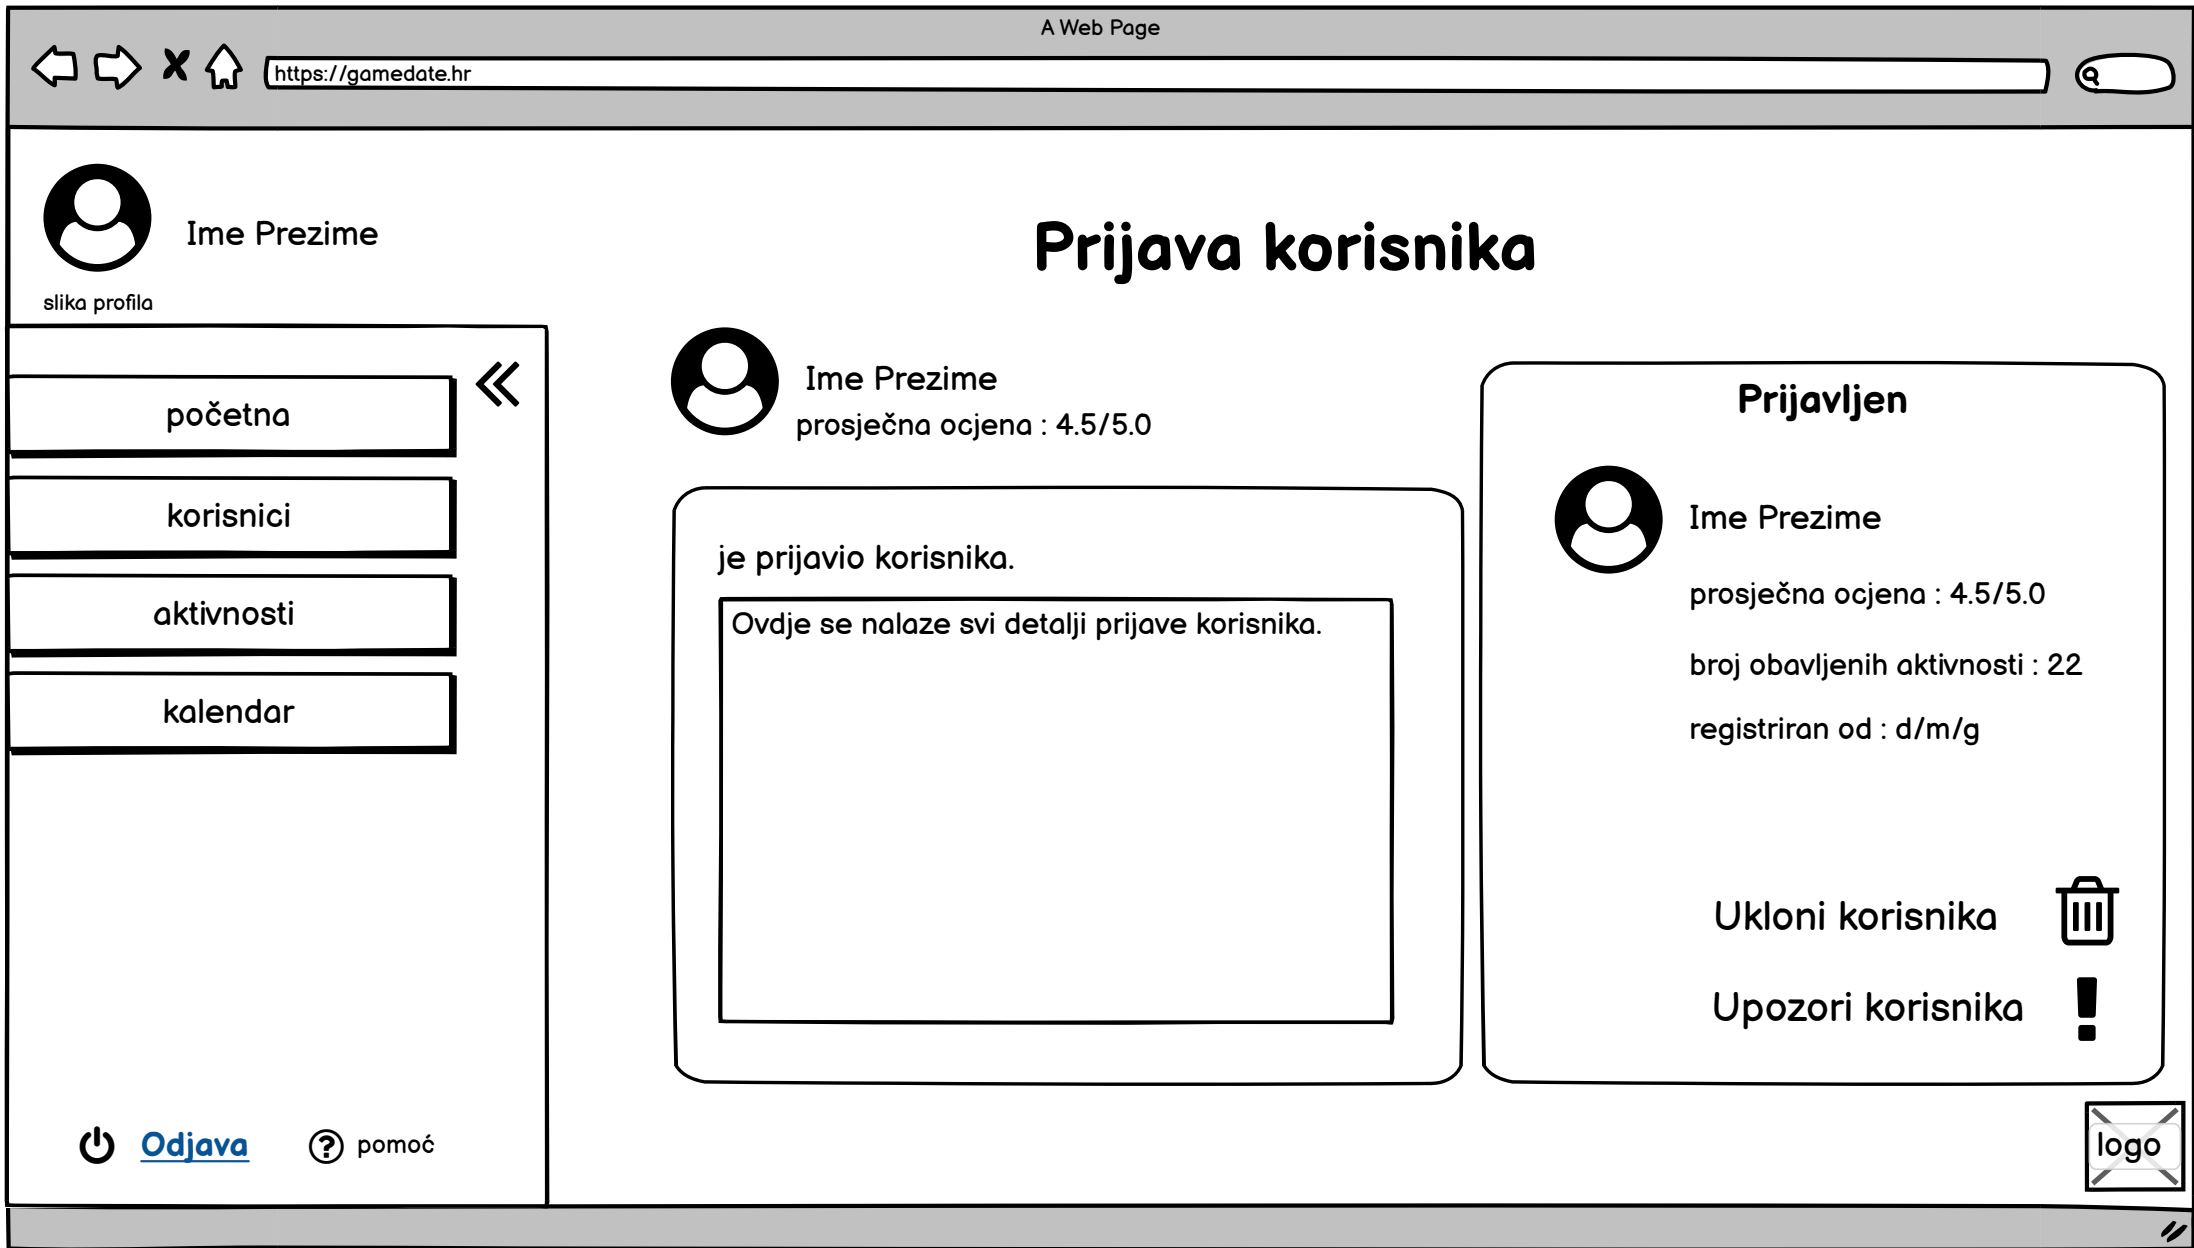 A Web Page
https://gamedate.hr
Ime Prezime
slika profila
Prijava korisnika
početna
korisnici
aktivnosti
kalendar
Odjava
pomoć
Ime Prezime
prosječna ocjena : 4.5/5.0
je prijavio korisnika.
Ovdje se nalaze svi detalji prijave korisnika.
Prijavljen
Ime Prezime
prosječna ocjena : 4.5/5.0
broj obavljenih aktivnosti : 22
registriran od : d/m/g
Ukloni korisnika
Upozori korisnika
logo